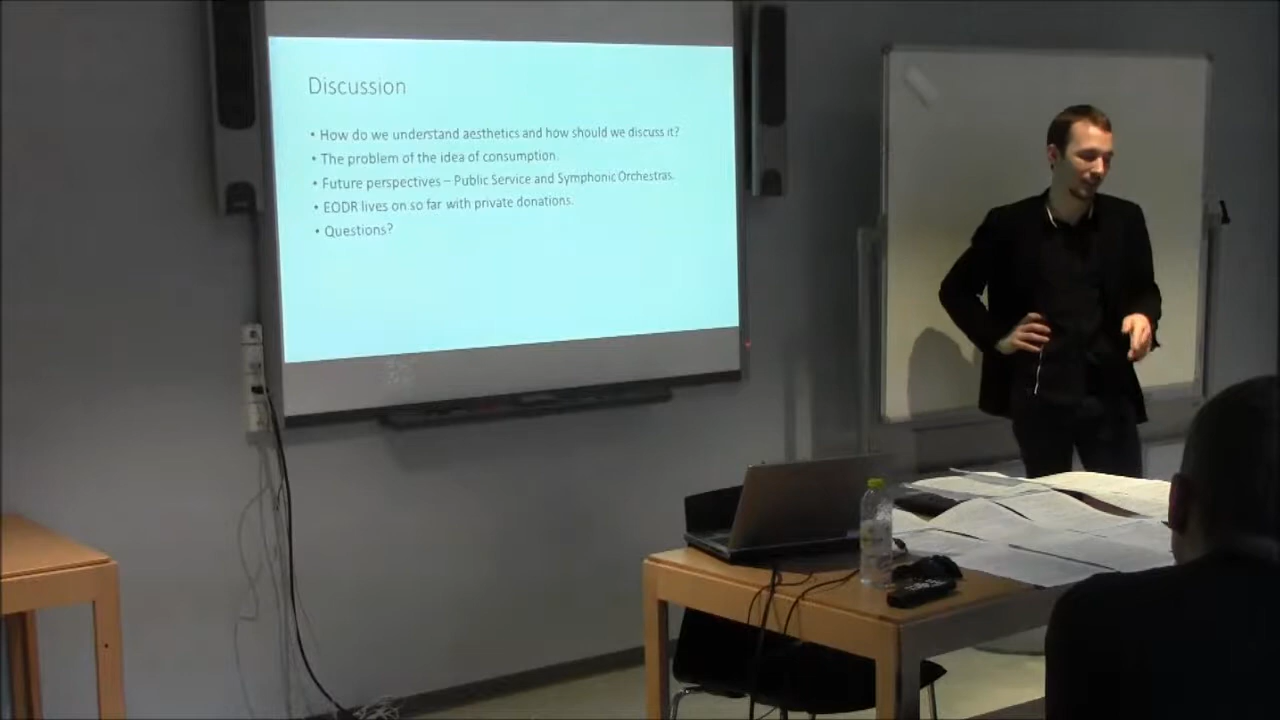 Discussion
• How do we understand aesthetics and how should we discuss it?
• The problem of the idea of consumption.
• Future perspectives – Public Service and Symphonic Orchestras.
• EODR lives on so far with private donations.
• Questions?